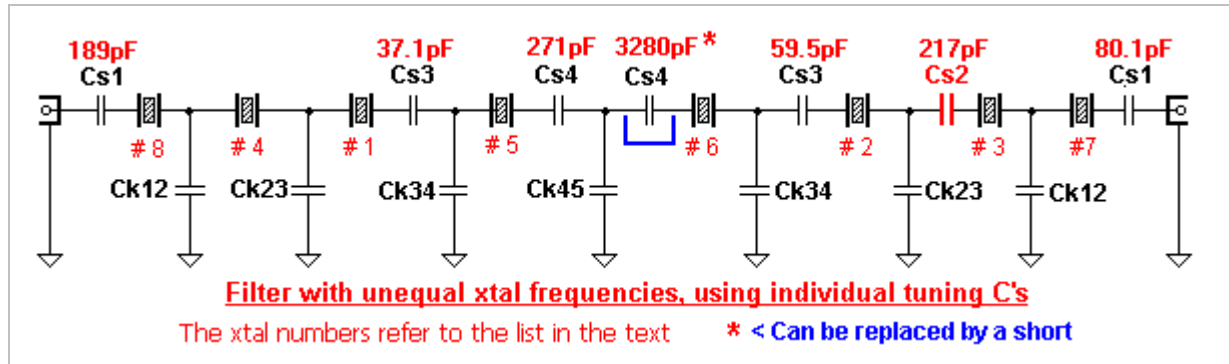 189pF 37.1pF 271pF 3280pF * 59.5pF 217pF 80.1pF
Cs1 Cs3 Cs4 Cs4 Cs3 Cs2 Cs1
# 8 # 4 # 1 # 5 # 6 # 2 # 3 #7
Ck12 Ck23 Ck34 Ck45 Ck34 Ck23 Ck12
Filter with unequal xtal frequencies, using individual tuning C's
The xtal numbers refer to the list in the text * < Can be replaced by a short